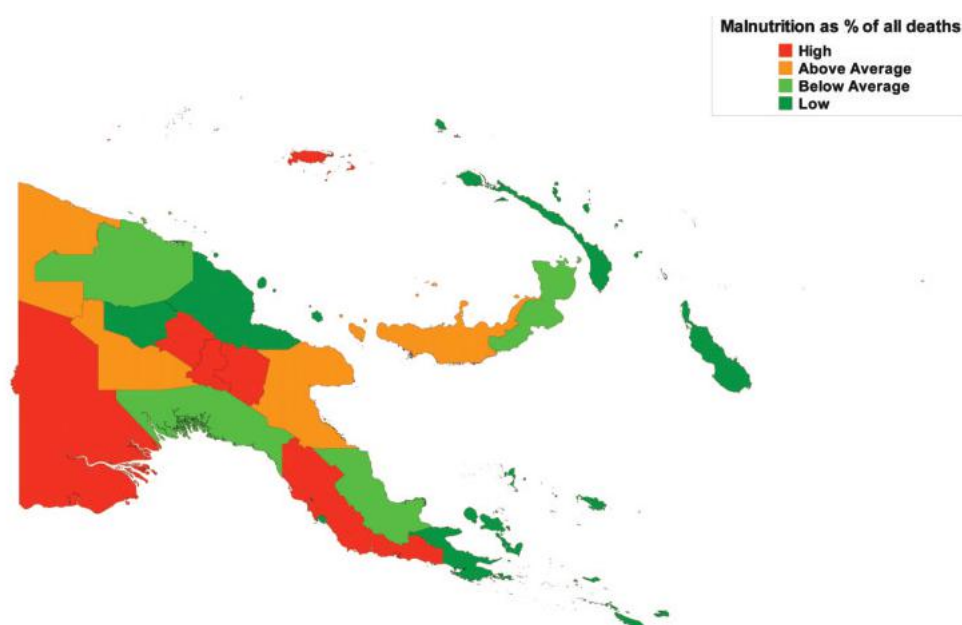 Malnutrition as % of all deaths
High
Above Average
Below Average
Low